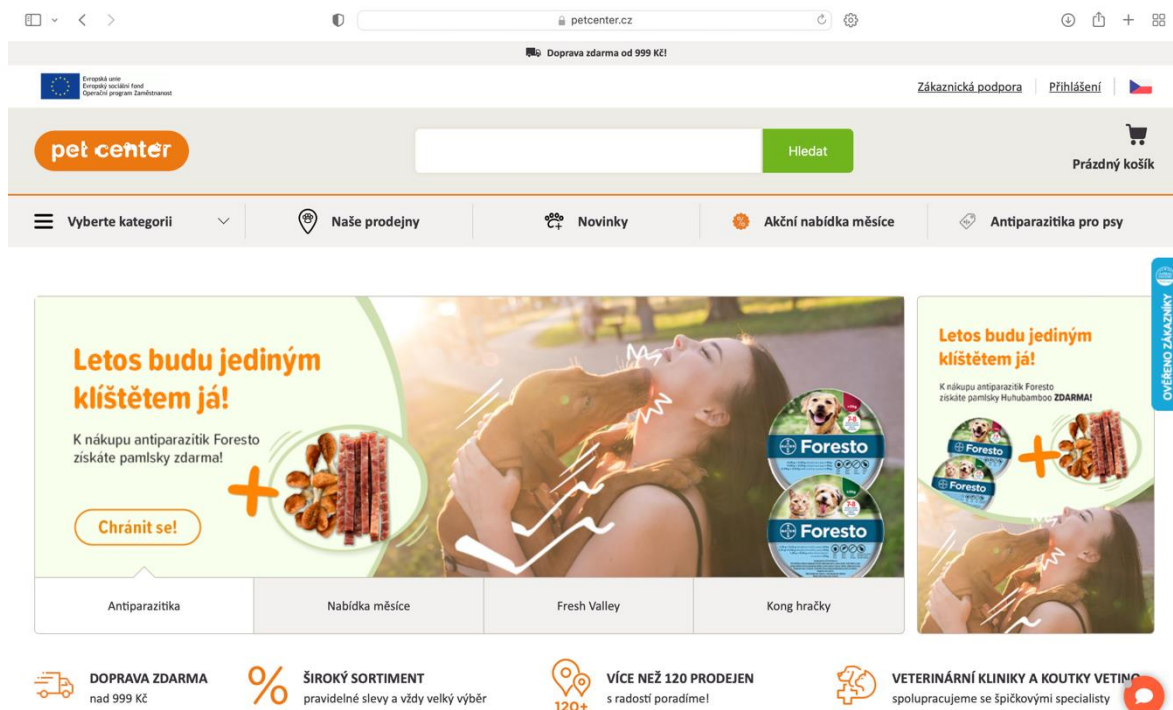 petcenter.cz
Doprava zdarma od 999 Kč!
Evropská unie
Evropský sociální fond
Operační program Zaměstnanost
Zákaznická podpora
Přihlášení
pet center
Hledat
Prázdný košík
Vyberte kategorii
Naše prodejny
Novinky
Akční nabídka měsíce
Antiparazitika pro psy
Letos budu jediným
klíštětem já!
K nákupu antiparazitik Foresto
získáte pamlsky zdarma!
Chránit se!
Foresto
Foresto
Letos budu jediným
klíštětem já!
K nákupu antiparazitik Foresto
získáte pamlsky Huhubamboo ZDARMA!
Foresto
Foresto
OVĚŘENO ZÁKAZNÍKY
Antiparazitika
Nabídka měsíce
Fresh Valley
Kong hračky
DOPRAVA ZDARMA
nad 999 Kč
ŠIROKÝ SORTIMENT
pravidelné slevy a vždy velký výběr
120+
VÍCE NEŽ 120 PRODEJEN
s radostí poradíme!
VETERINÁRNÍ KLINIKY A KOUTKY VETINO
spolupracujeme se špičkovými specialisty